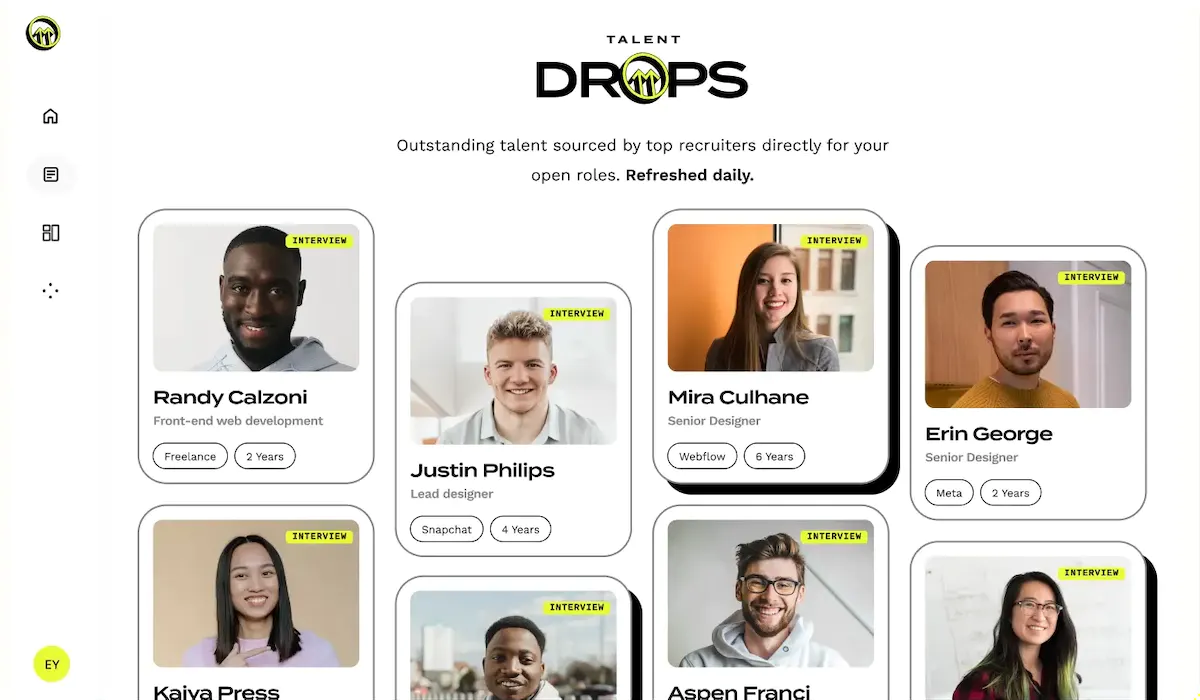 TALENT
DROPS
Outstanding talent sourced by top recruiters directly for your
open roles. Refreshed daily.
INTERVIEW
Randy Calzoni
Front-end web development
Freelance
2 Years
INTERVIEW
Justin Philips
Lead designer
Snapchat
4 Years
INTERVIEW
Mira Culhane
Senior Designer
Webflow
6 Years
INTERVIEW
Erin George
Senior Designer
Meta
2 Years
INTERVIEW
Kaiya Press
INTERVIEW
INTERVIEW
Aspen Franci
INTERVIEW
EY